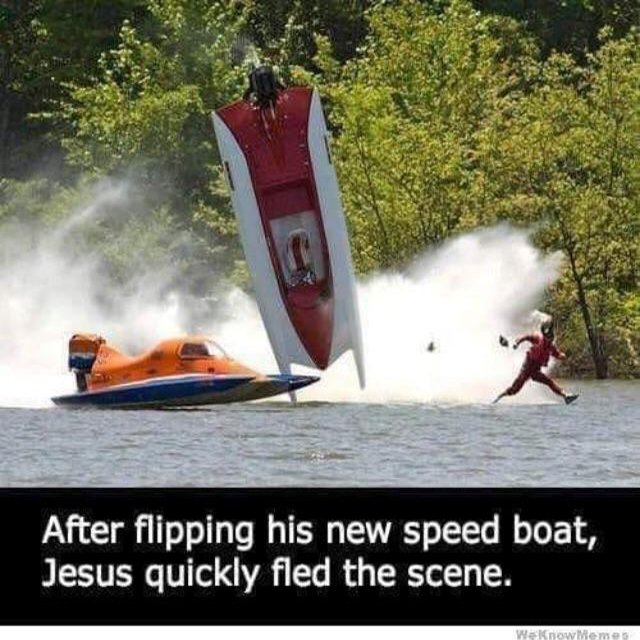 After flipping his new speed boat,
Jesus quickly fled the scene.
WeKnowMemes